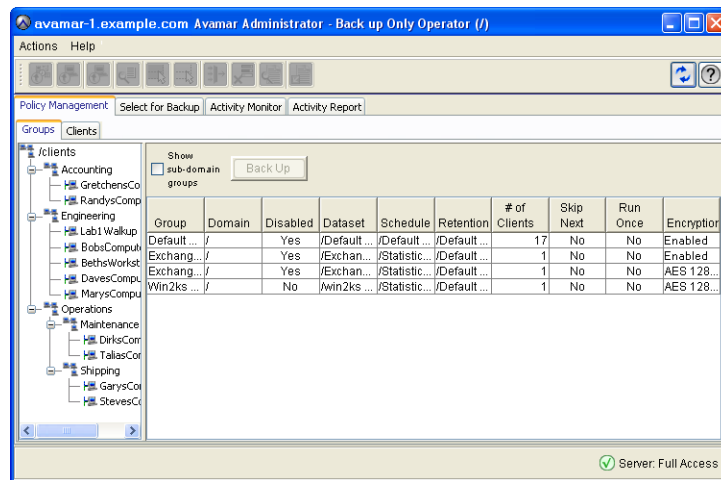 avamar-1.example.com Avamar Administrator - Back up Only Operator (/)
Actions Help
Policy Management Select for Backup Activity Monitor Activity Report
Groups Clients
/clients
Accounting
GretchensCo
RandysComp
Engineering
Lab1 Walkup
BobsComput
BethsWorkst
DavesCompu
MarysCompu
Operations
Maintenance
DirksCom
TaliasCor
Shipping
GarysCor
StevesCo
Show
sub-domain
groups
Back Up
Group Domain Disabled Dataset Schedule Retention # of Clients Skip Next Run Once Encryption
Default ... / Yes /Default ... /Default ... /Default ... 17 No No Enabled
Exchang... / Yes /Exchan... /Statistic... /Default ... 1 No No Enabled
Exchang... / Yes /Exchan... /Statistic... /Default ... 1 No No AES 128...
Win2ks ... / No /win2ks ... /Statistic... /Default ... 1 No No AES 128...
Server: Full Access